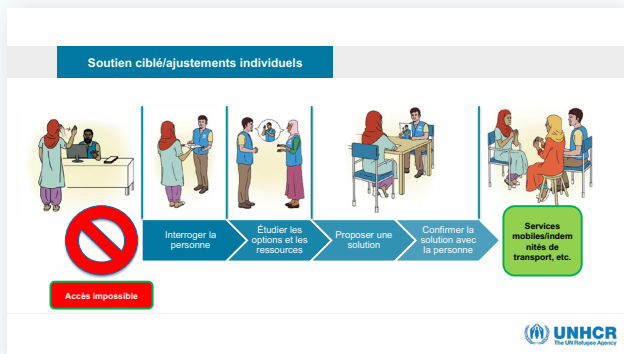 Soutien ciblé/ajustements individuels
Interroger la
personne
Étudier les
options et les
ressources
Proposer une
solution
Confirmer la
solution avec
la personne
Services
mobiles/indem
nités de
transport, etc.
Accès impossible
UNHCR
The UN Refugee Agency